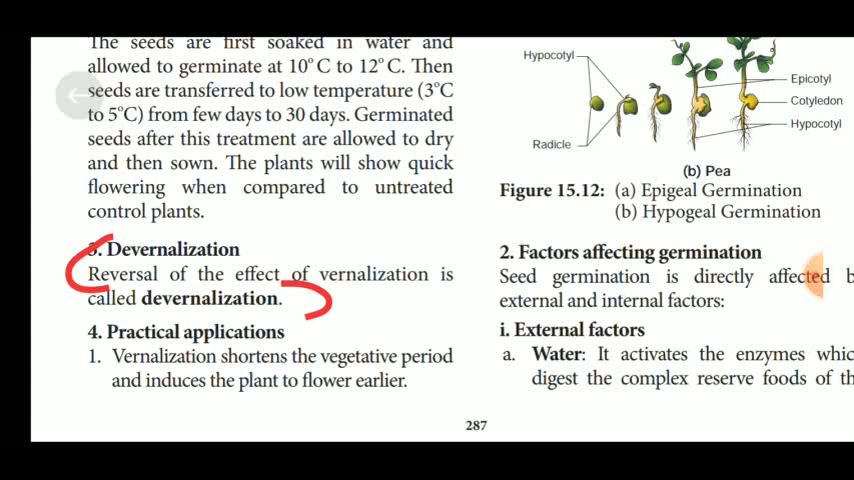 The seeds are first soaked in water and
allowed to germinate at 10° C to 12° C. Then
seeds are transferred to low temperature (3°C
to 5°C) from few days to 30 days. Germinated
seeds after this treatment are allowed to dry
and then sown. The plants will show quick
flowering when compared to untreated
control plants.
3. Devernalization
Reversal of the effect of vernalization is
called devernalization.
4. Practical applications
1. Vernalization shortens the vegetative period
and induces the plant to flower earlier.
Hypocotyl
Radicle
Epicotyl
Cotyledon
Hypocotyl
(b) Pea
Figure 15.12: (a) Epigeal Germination
(b) Hypogeal Germination
2. Factors affecting germination
Seed germination is directly affected b
external and internal factors:
i. External factors
a. Water: It activates the enzymes whic
digest the complex reserve foods of th
287